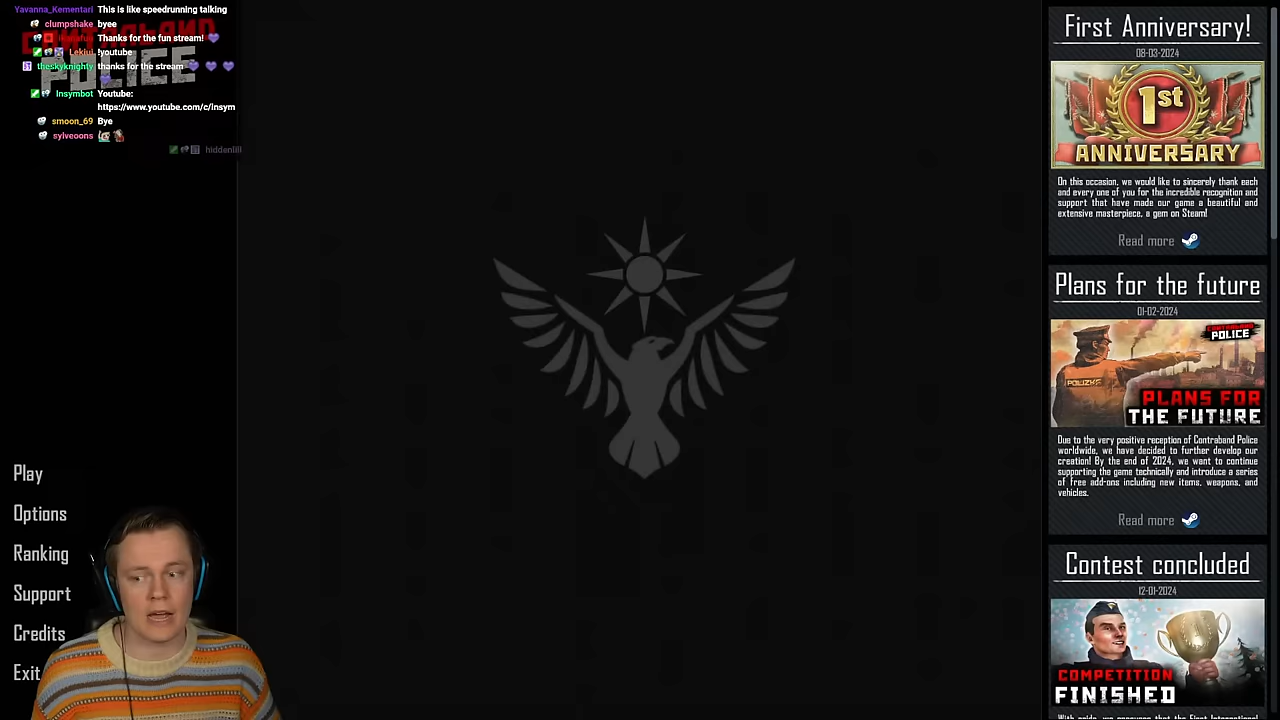 Yavanna_Kementari This is like speedrunning talking
clumpshake byee
Thanks for the fun stream!
Lekiul !youtube
theskyknighty thanks for the stream
Insymbot Youtube:
https://www.youtube.com/c/insym
smoon_69 Bye
sylveoons
hiddenlill
CONTRABAND
POLICE
Play
Options
Ranking
Support
Credits
Exit
First Anniversary!
08-03-2024
1st
ANNIVERSARY
On this occasion, we would like to sincerely thank each
and every one of you for the incredible recognition and
support that have made our game a beautiful and
extensive masterpiece, a gem on Steam!
Read more
Plans for the future
01-02-2024
CONTRABAND
POLICE
POLIZKE
PLANS FOR
THE FUTURE
Due to the very positive reception of Contraband Police
worldwide, we have decided to further develop our
creation! By the end of 2024, we want to continue
supporting the game technically and introduce a series
of free add-ons including new items, weapons, and
vehicles.
Read more
Contest concluded
12-01-2024
COMPETITION
FINISHED